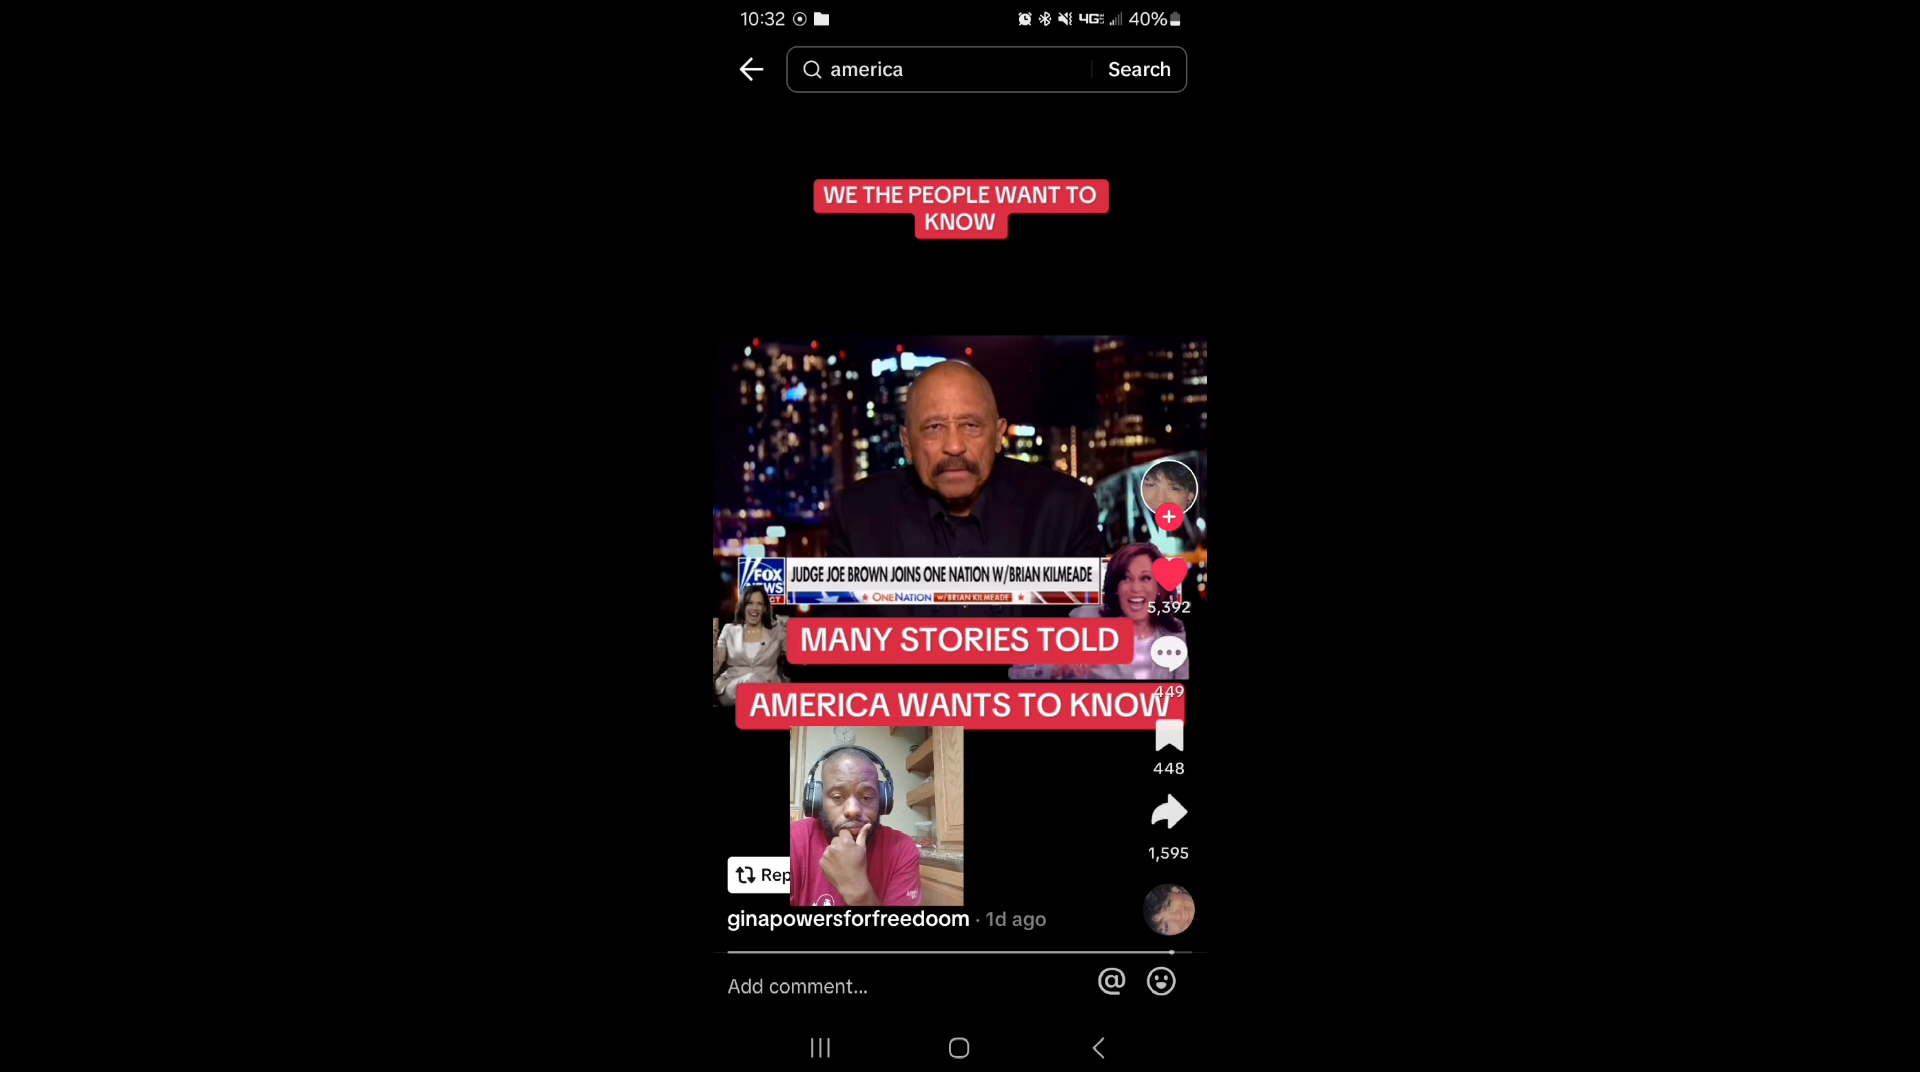 10:32
4G
40%
america
Search
WE THE PEOPLE WANT TO
KNOW
FOX
NEWS
JUDGE JOE BROWN JOINS ONE NATION W/BRIAN KILMEADE
ONENATION W/BRIAN KILMEADE
5,392
MANY STORIES TOLD
449
AMERICA WANTS TO KNOW
448
1,595
Rep
ginapowersforfreedoom · 1d ago
Add comment...
@